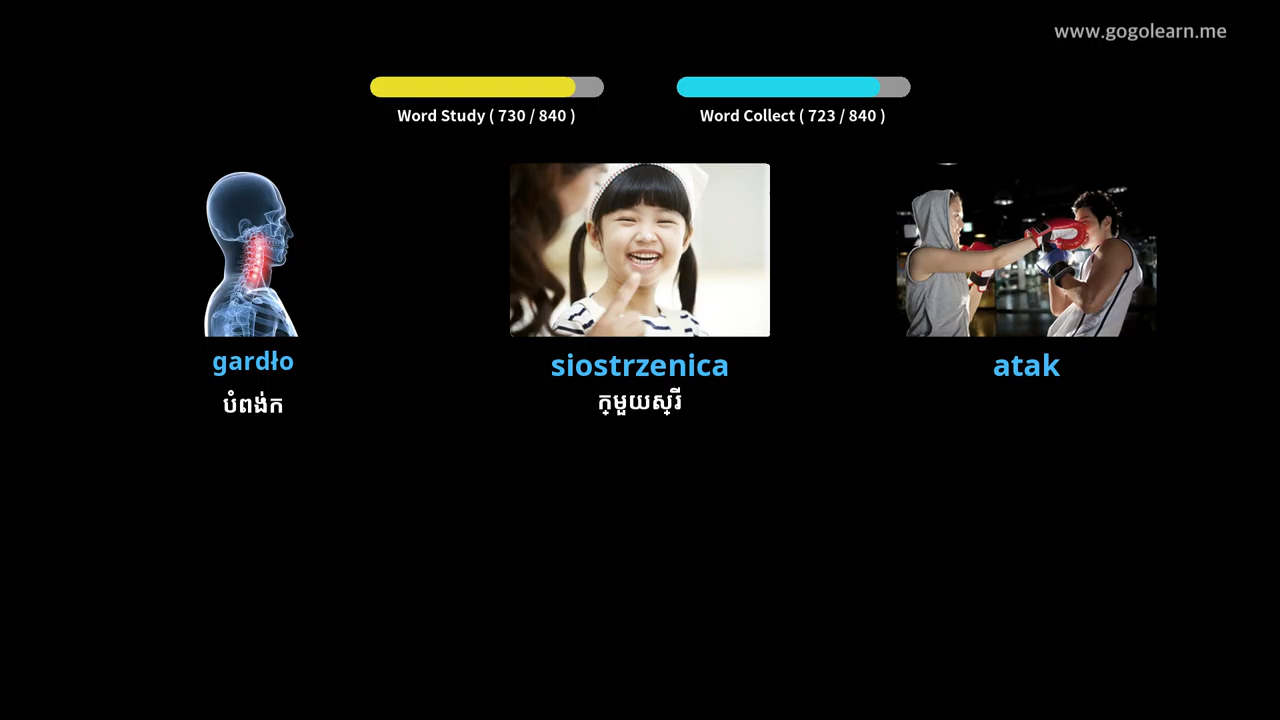 www.gogolearn.me
Word Study ( 730 / 840 )
Word Collect ( 723 / 840 )
gardło
siostrzenica
atak
បំពង់ក
ក្មួយស្រី